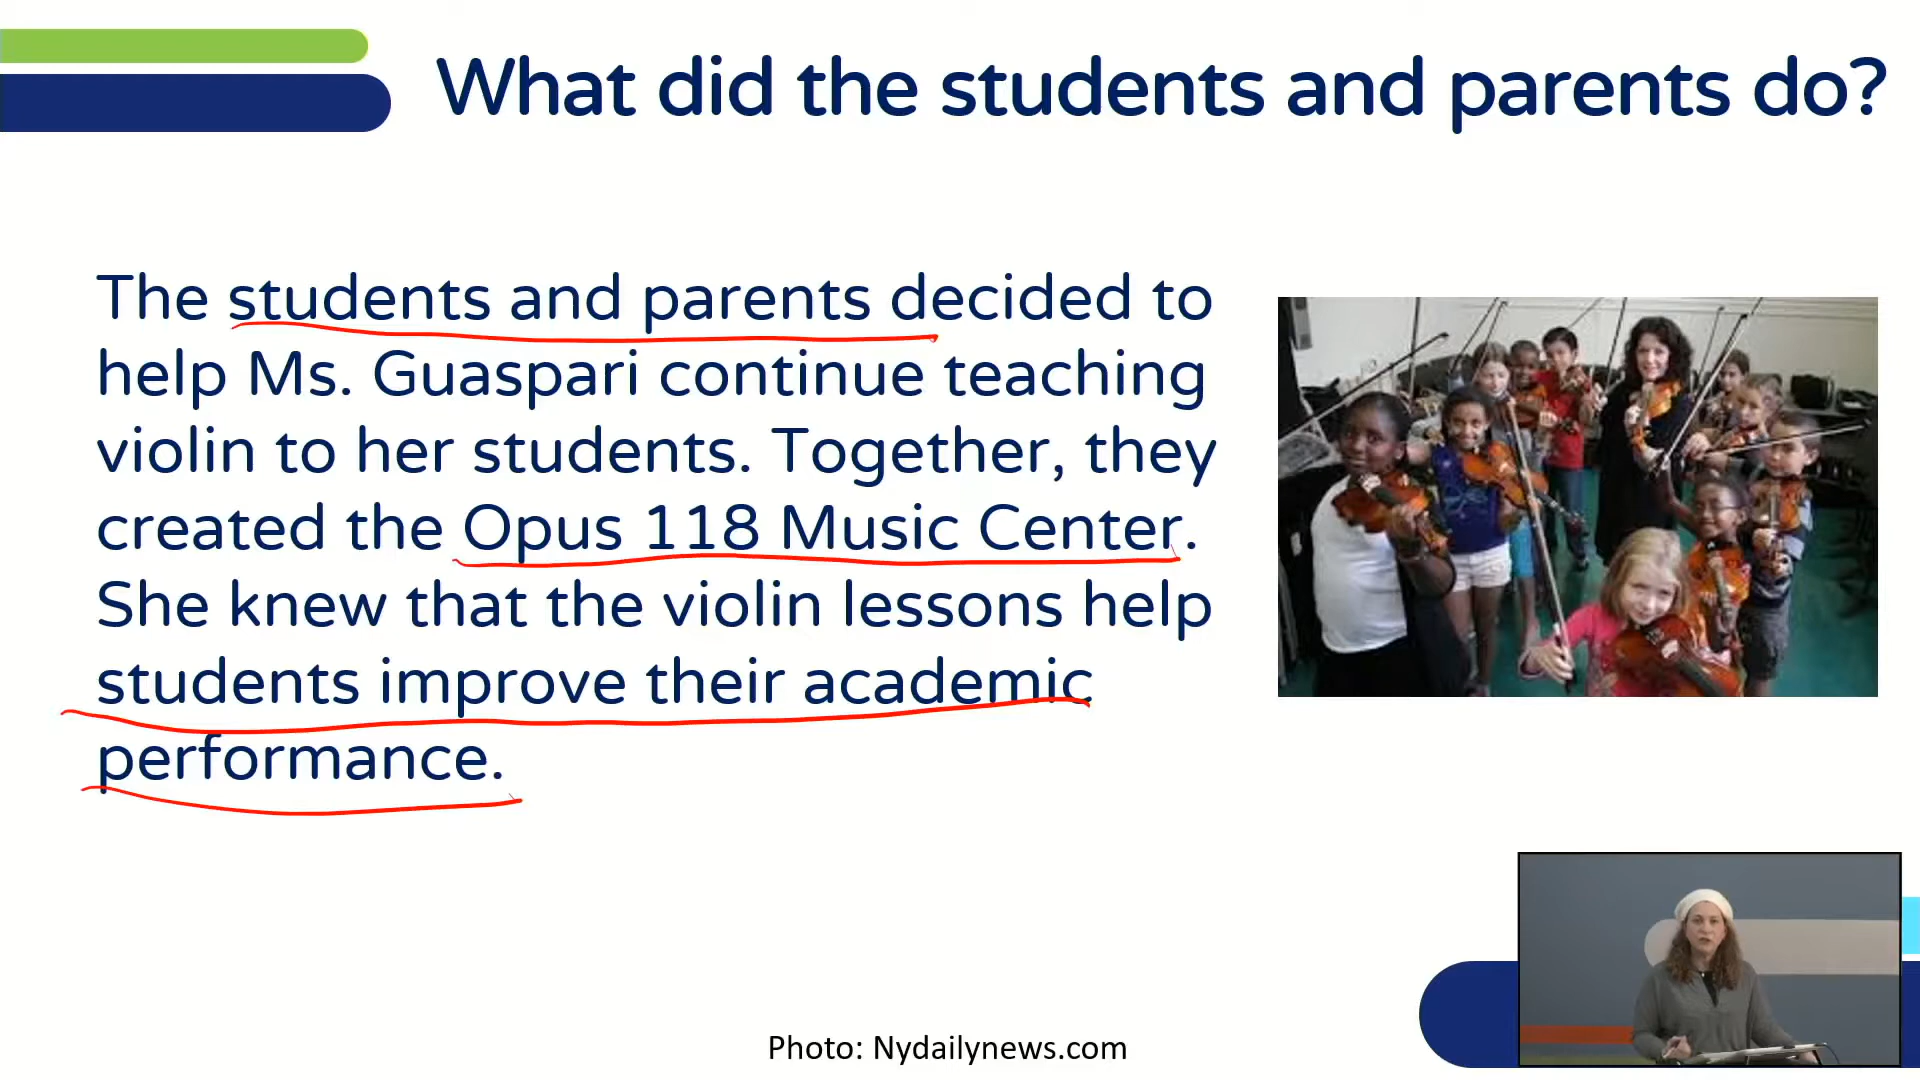 What did the students and parents do?
The students and parents decided to
help Ms. Guaspari continue teaching
violin to her students. Together, they
created the Opus 118 Music Center.
She knew that the violin lessons help
students improve their academic
performance.
Photo: Nydailynews.com